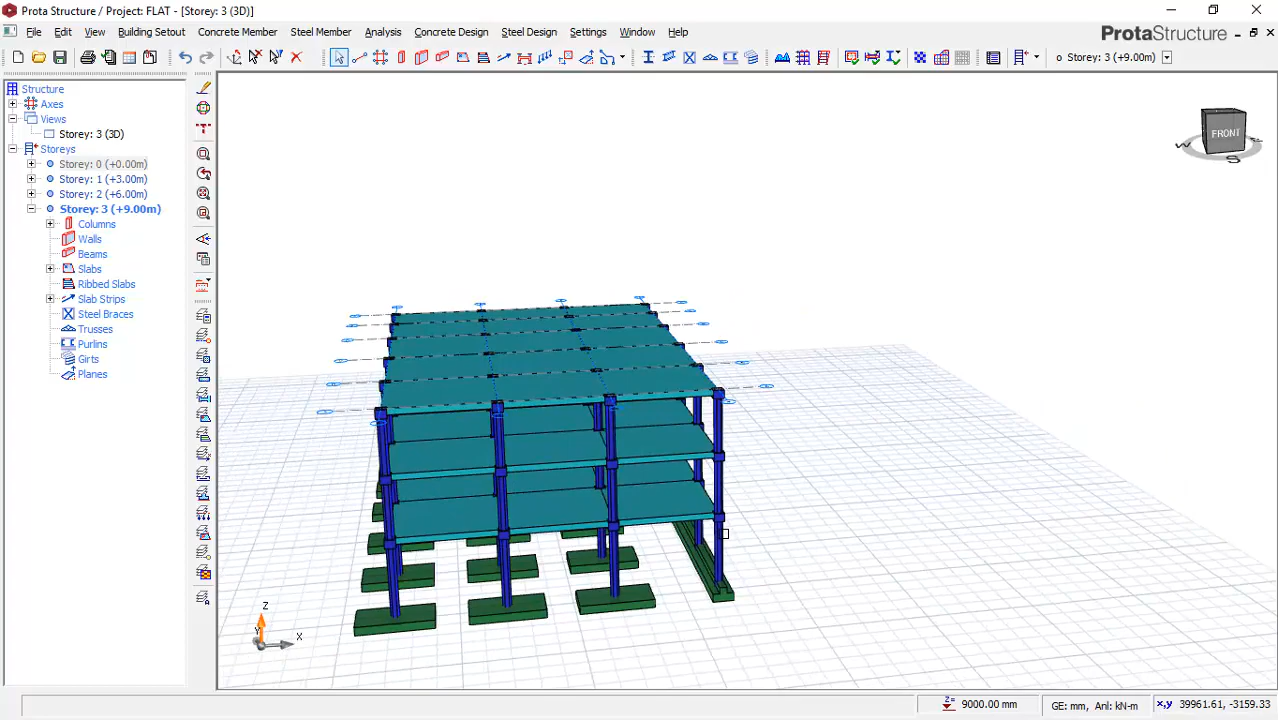 Prota Structure / Project: FLAT - [Storey: 3 (3D)]
File Edit View Building Setout Concrete Member Steel Member Analysis Concrete Design Steel Design Settings Window Help
ProtaStructure
o Storey: 3 (+9.00m)
Structure
Axes
Views
Storey: 3 (3D)
Storeys
Storey: 0 (+0.00m)
Storey: 1 (+3.00m)
Storey: 2 (+6.00m)
Storey: 3 (+9.00m)
Columns
Walls
Beams
Slabs
Ribbed Slabs
Slab Strips
Steel Braces
Trusses
Purlins
Girts
Planes
FRONT
Z
Y
X
Z= 9000.00 mm
GE: mm, Anl: kN-m
x,y 39961.61, -3159.33